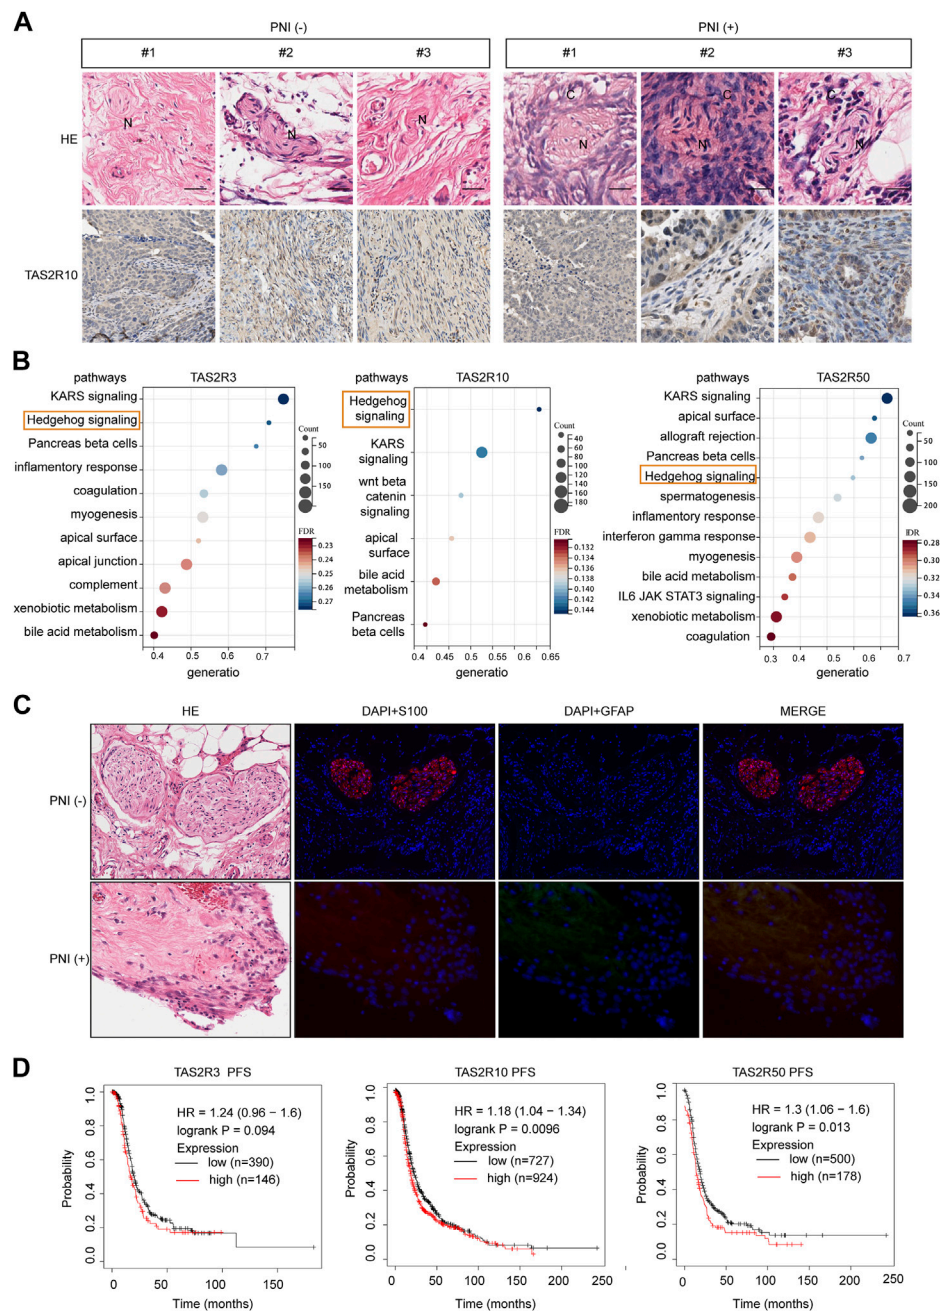 A
PNI (-)
PNI (+)
#1
#2
#3
#1
#2
#3
HE
N
N
N
C
N
C
N
C
N
TAS2R10
B
pathways
TAS2R3
KARS signaling
Hedgehog signaling
Pancreas beta cells
inflamentory response
coagulation
myogenesis
apical surface
apical junction
complement
xenobiotic metabolism
bile acid metabolism
0.4
0.5
0.6
0.7
generatio
Count
50
100
150
FDR
0.23
0.24
0.25
0.26
0.27
pathways
TAS2R10
Hedgehog
signaling
KARS
signaling
wnt beta
catenin
signaling
apical
surface
bile acid
metabolism
Pancreas
beta cells
0.4
0.45
0.5
0.55
0.6
0.65
generatio
Count
40
60
80
100
120
140
160
180
FDR
0.132
0.134
0.136
0.138
0.140
0.142
0.144
pathways
TAS2R50
KARS signaling
apical surface
allograft rejection
Pancreas beta cells
Hedgehog signaling
spermatogenesis
inflamentory response
interferon gamma response
myogenesis
bile acid metabolism
IL6 JAK STAT3 signaling
xenobiotic metabolism
coagulation
0.3
0.4
0.5
0.6
0.7
generatio
Count
50
100
150
200
0.28
0.30
0.32
0.34
0.36
C
HE
DAPI+S100
DAPI+GFAP
MERGE
PNI (-)
PNI (+)
D
TAS2R3 PFS
HR = 1.24 (0.96 − 1.6)
logrank P = 0.094
Expression
low (n=390)
high (n=146)
Probability
1.0
0.8
0.6
0.4
0.2
0.0
0
50
100
150
Time (months)
TAS2R10 PFS
HR = 1.18 (1.04 − 1.34)
logrank P = 0.0096
Expression
low (n=727)
high (n=924)
Probability
1.0
0.8
0.6
0.4
0.2
0.0
0
50
100
150
200
250
Time (months)
TAS2R50 PFS
HR = 1.3 (1.06 − 1.6)
logrank P = 0.013
Expression
low (n=500)
high (n=178)
Probability
1.0
0.8
0.6
0.4
0.2
0.0
0
50
100
150
200
250
Time (months)